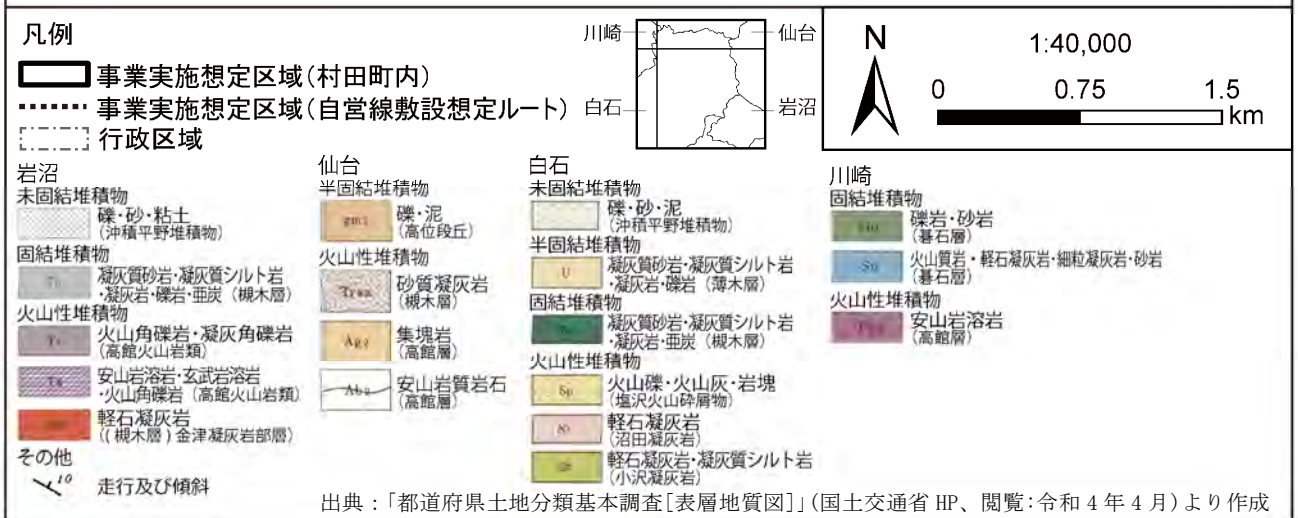 凡例
事業実施想定区域(村田町内)
事業実施想定区域(自営線敷設想定ルート)
行政区域
川崎
仙台
白石
岩沼
N
1:40,000
0 0.75 1.5
km
岩沼
未固結堆積物
礫・砂・粘土
(沖積平野堆積物)
固結堆積物
凝灰質砂岩・凝灰質シルト岩
・凝灰岩・礫岩・亜炭 (槻木層)
火山性堆積物
火山角礫岩・凝灰角礫岩
(高館火山岩類)
安山岩溶岩・玄武岩溶岩
・火山角礫岩 (高館火山岩類)
軽石凝灰岩
((槻木層)金津凝灰岩部層)
その他
10
走行及び傾斜
仙台
半固結堆積物
gm1
礫・泥
(高位段丘)
火山性堆積物
砂質凝灰岩
(槻木層)
Ag2
集塊岩
(高館層)
Ab2
安山岩質岩石
(高館層)
白石
未固結堆積物
礫・砂・泥
(沖積平野堆積物)
半固結堆積物
U
凝灰質砂岩・凝灰質シルト岩
・凝灰岩・礫岩 (薄木層)
固結堆積物
凝灰質砂岩・凝灰質シルト岩
・凝灰岩・亜炭 (槻木層)
火山性堆積物
Sp
火山礫・火山灰・岩塊
(塩沢火山砕屑物)
軽石凝灰岩
(沼田凝灰岩)
軽石凝灰岩・凝灰質シルト岩
(小沢凝灰岩)
川崎
固結堆積物
礫岩・砂岩
(碁石層)
火山質岩・軽石凝灰岩・細粒凝灰岩・砂岩
(碁石層)
火山性堆積物
安山岩溶岩
(高館層)
出典:「都道府県土地分類基本調査[表層地質図]」(国土交通省 HP、閲覧:令和 4 年 4 月)より作成